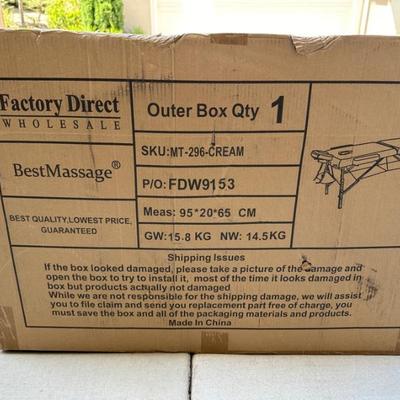 Factory Direct
WHOLESALE
BestMassage®
BEST QUALITY,LOWEST PRICE,
GUARANTEED
Outer Box Qty 1
SKU:MT-296-CREAM
P/O:FDW9153
Meas: 95*20*65 CM
GW:15.8 KG NW: 14.5KG
Shipping Issues
If the box looked damaged, please take a picture of the damage and
open the box to try to install it, most of the time it looks damaged in
box but products actually not damaged.
While we are not responsible for the shipping damage, we will assist
you to file claim and send you replacement part free of charge, you
must save the box and all of the packaging materials and products.
Made In China